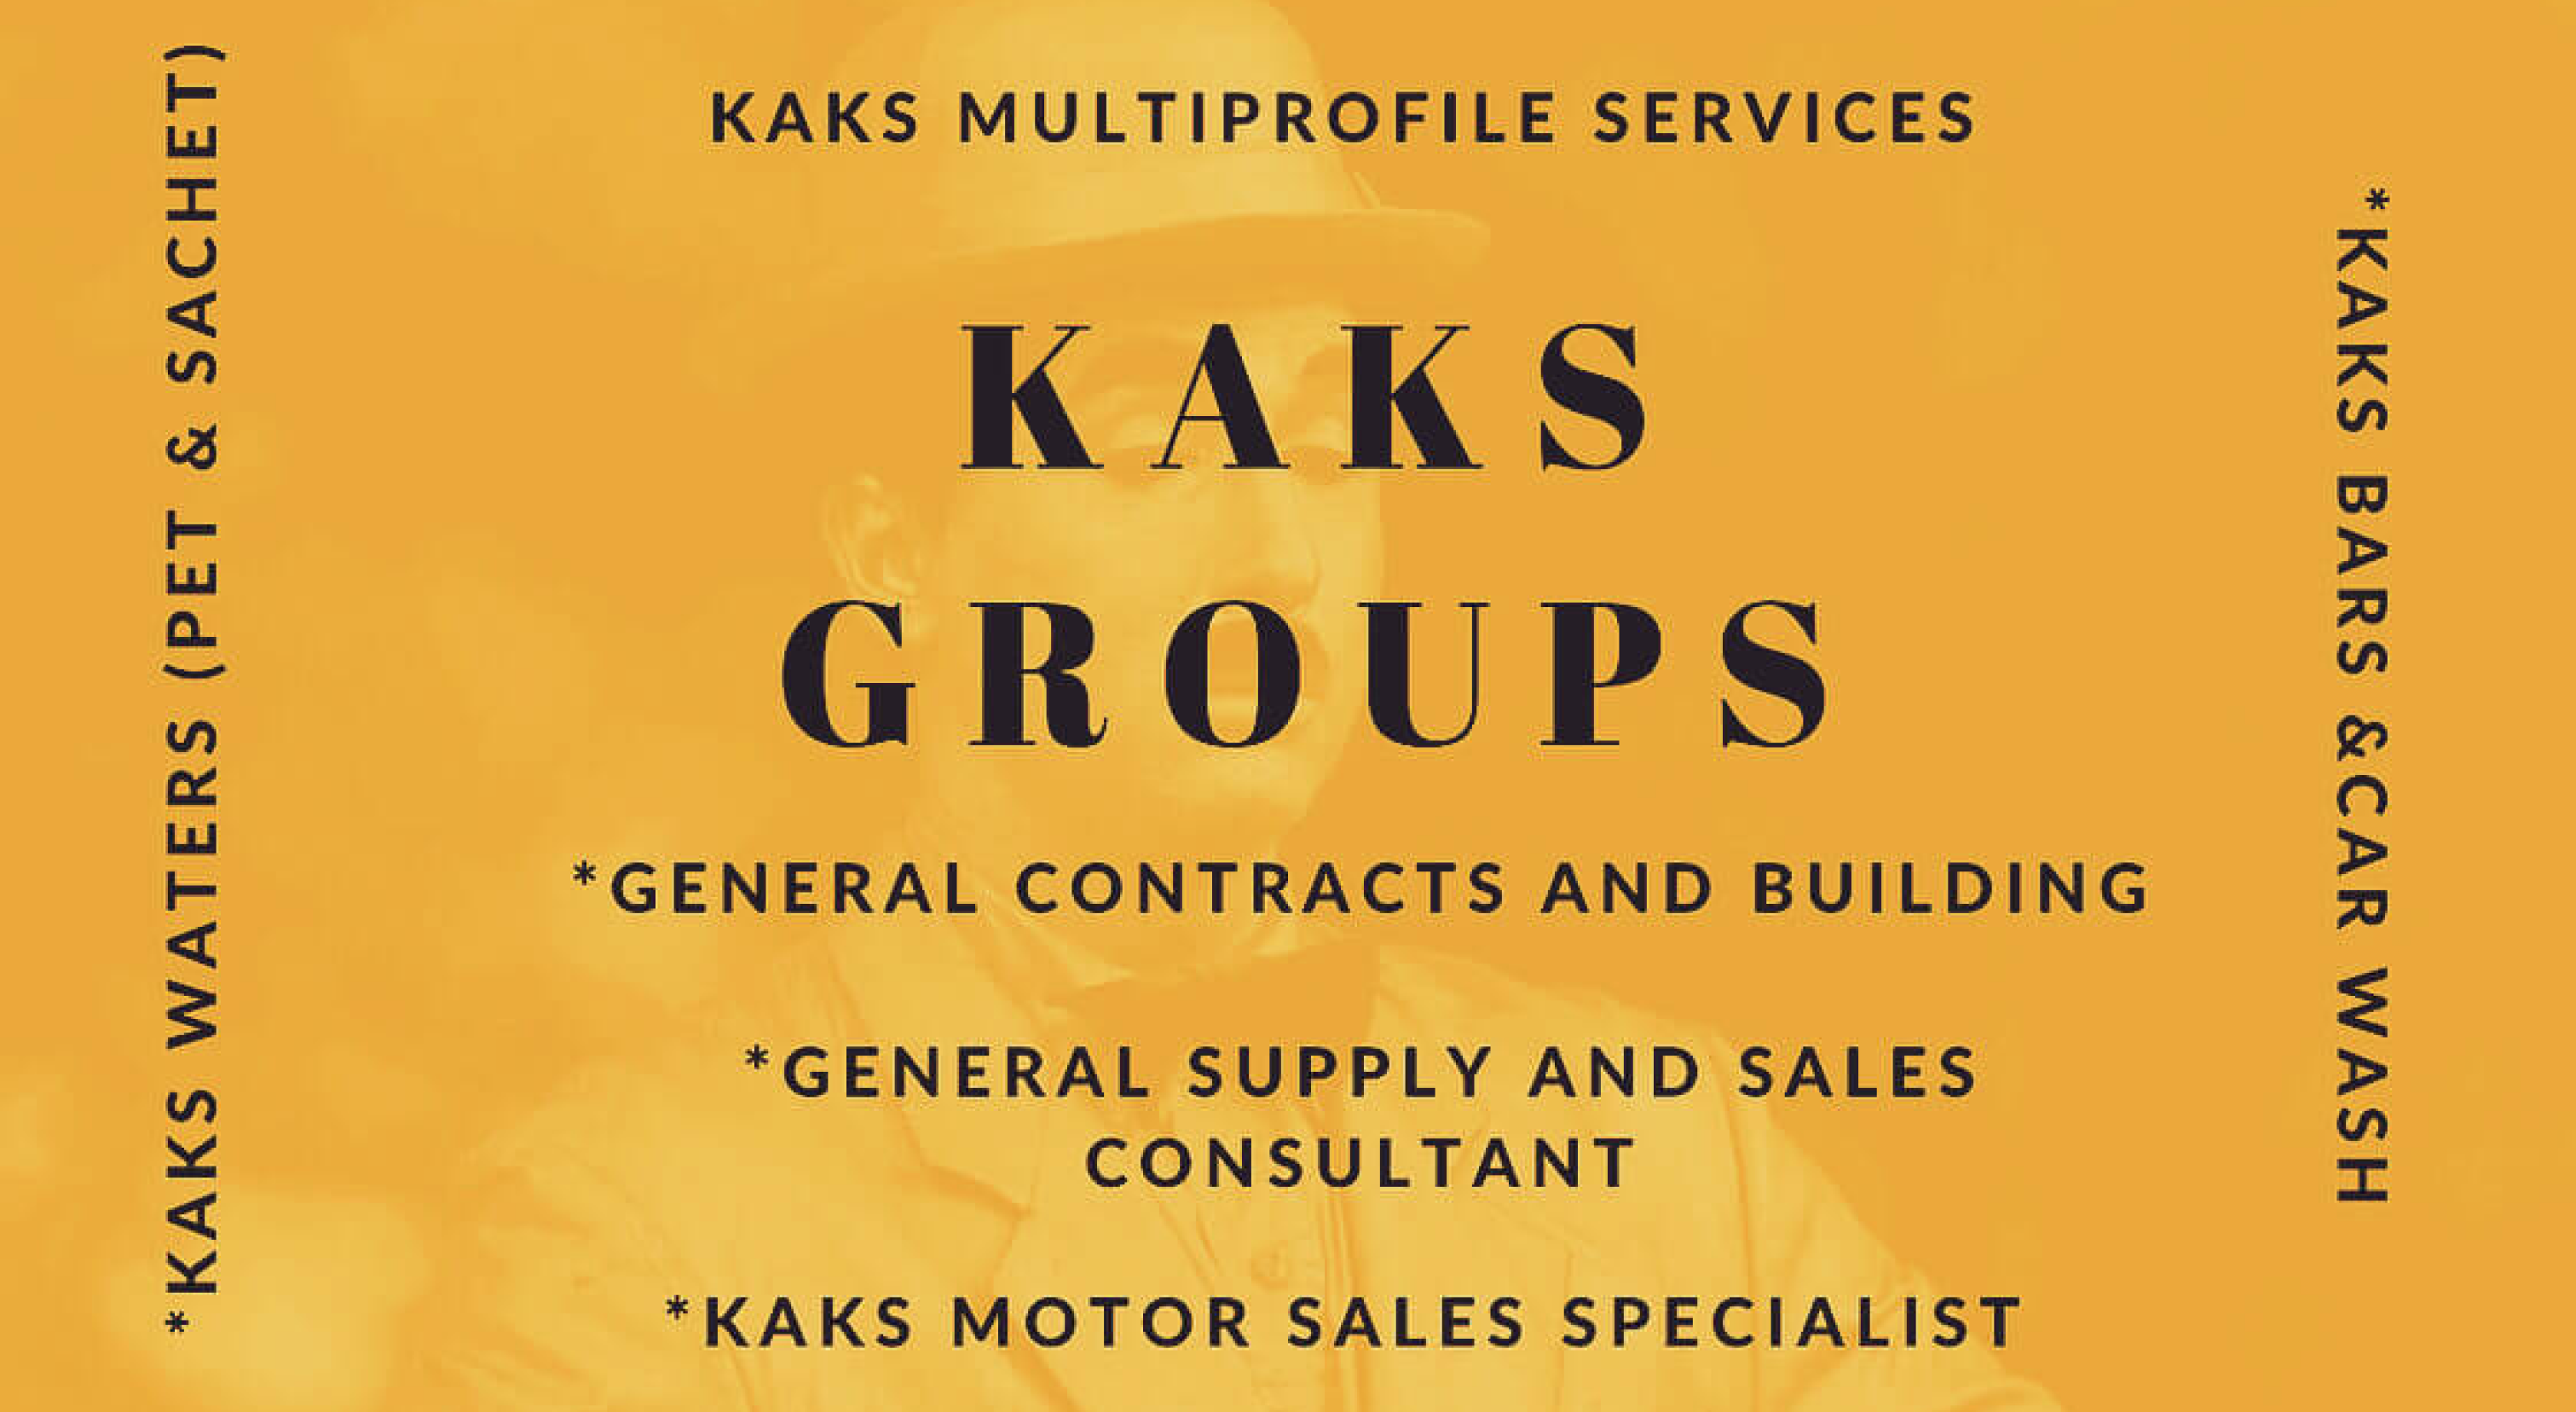 KAKS MULTIPROFILE SERVICES
KAKS
GROUPS
*GENERAL CONTRACTS AND BUILDING
*GENERAL SUPPLY AND SALES
CONSULTANT
*KAKS MOTOR SALES SPECIALIST
*KAKS WATERS (PET & SACHET)
*KAKS BARS &CAR WASH